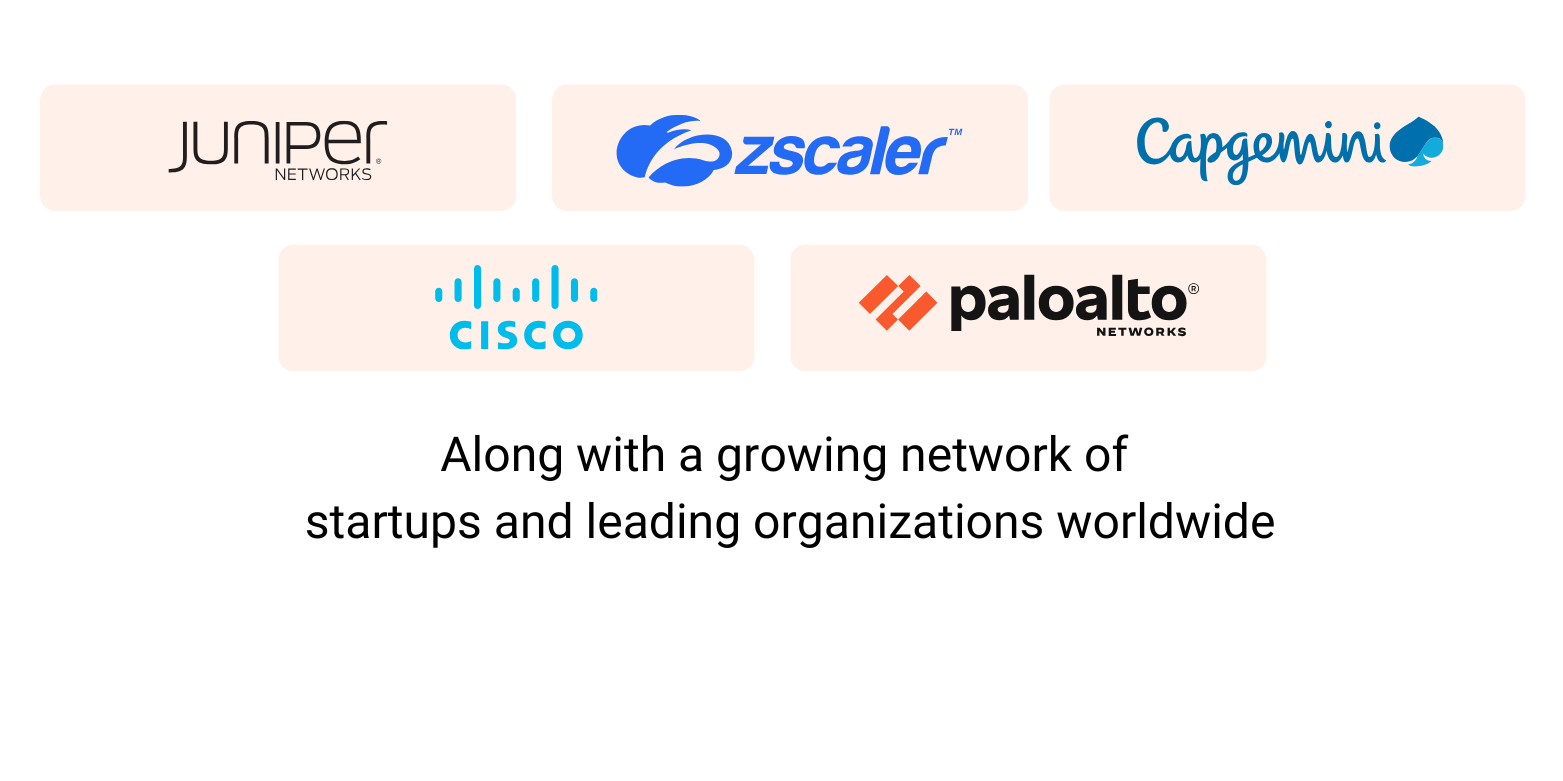 Juniper
NETWORKS®
zscaler™
Capgemini
CISCO
paloalto®
NETWORKS
Along with a growing network of
startups and leading organizations worldwide